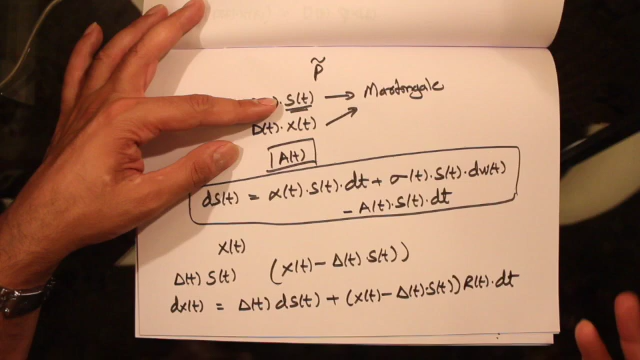 P̃
. S(t) → Martingale
D(t). X(t)
A(t)
dS(t) = α(t). S(t). dt + σ(t). S(t). dw(t)
- A(t). S(t). dt
X(t)
Δ(t) S(t) (X(t) - Δ(t) S(t))
dX(t) = Δ(t) dS(t) + (X(t) - Δ(t). S(t)) R(t). dt